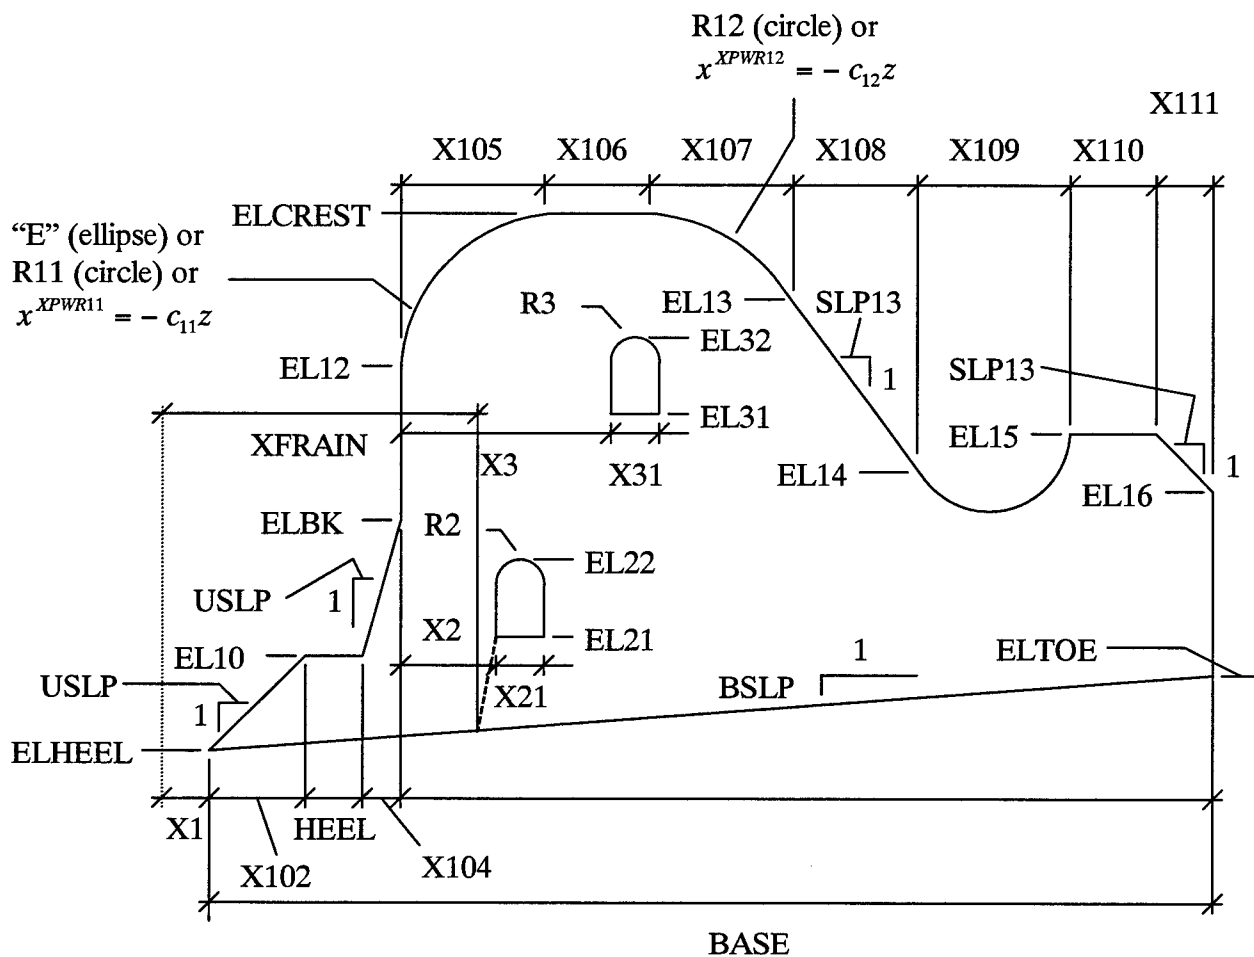 R12 (circle) or
x^{XPWR12} = − c₁₂z
X111
X105 X106 X107 X108 X109 X110
ELCREST
“E” (ellipse) or
R11 (circle) or
x^{XPWR11} = − c₁₁z
R3
EL13
SLP13
1
EL32
EL12
SLP13
1
EL31
XFRAIN
X3
X31
EL15
EL14
EL16
ELBK
R2
EL22
USLP
1
X2
EL21
EL10
X21
BSLP
1
ELTOE
USLP
1
ELHEEL
X1
HEEL
X102
X104
BASE